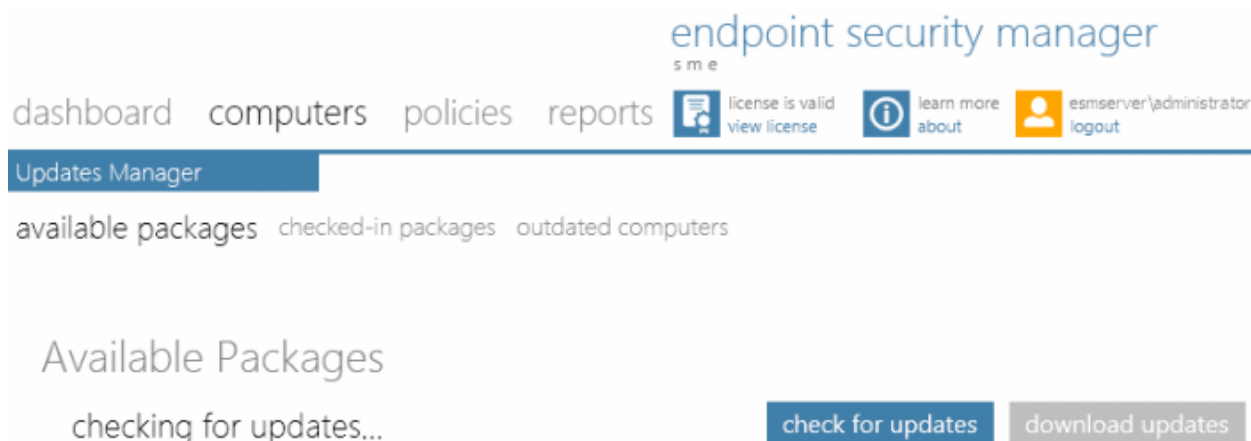 endpoint security manager
sme
dashboard computers policies reports
license is valid
view license
learn more
about
esmserver\administrator
logout
Updates Manager
available packages checked-in packages outdated computers
Available Packages
checking for updates...
check for updates
download updates